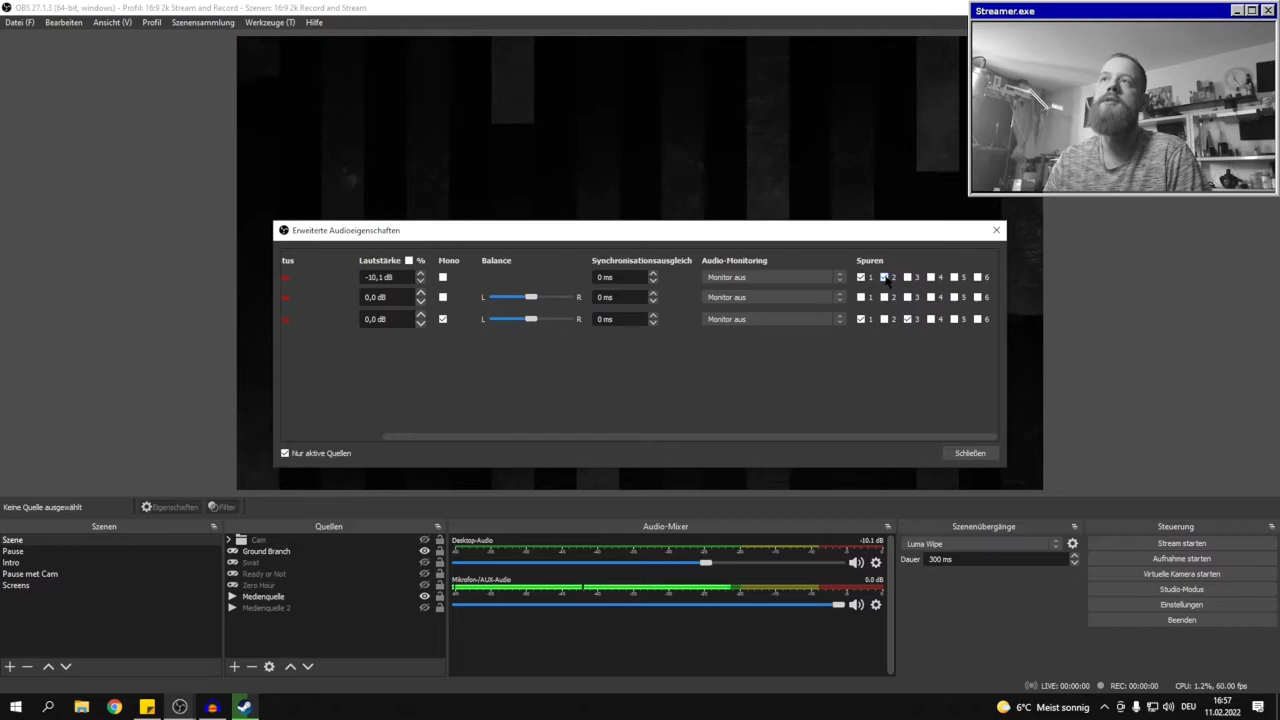 OBS 27.1.3 (64-bit, windows) - Profil: 16:9 2k Stream and Record - Szenen: 16:9 2k Stream and Record
Streamer.exe
Datei (F) Bearbeiten Ansicht (V) Profil Szenensammlung Werkzeuge (T) Hilfe
Erweiterte Audioeigenschaften
tus Lautstärke % Mono Balance Synchronisationsausgleich Audio-Monitoring Spuren
-10,1 dB 0 ms Monitor aus 1 2 3 4 5 6
0,0 dB L R 0 ms Monitor aus 1 2 3 4 5 6
0,0 dB L R 0 ms Monitor aus 1 2 3 4 5 6
Nur aktive Quellen Schließen
Keine Quelle ausgewählt Eigenschaften Filter
Szenen Quellen Audio-Mixer Szenenübergänge Steuerung
Szene
Pause
Intro
Pause met Cam
Screens
Cam
Ground Branch
Swat
Ready or Not
Zero Hour
Medienquelle
Medienquelle 2
Desktop-Audio -10.1 dB
Mikrofon-/AUX-Audio 0.0 dB
Luma Wipe
Dauer 300 ms
Stream starten
Aufnahme starten
Virtuelle Kamera starten
Studio-Modus
Einstellungen
Beenden
LIVE: 00:00:00 REC: 00:00:00 CPU: 1.2%, 60.00 fps
6°C Meist sonnig DEU 16:57
11.02.2022